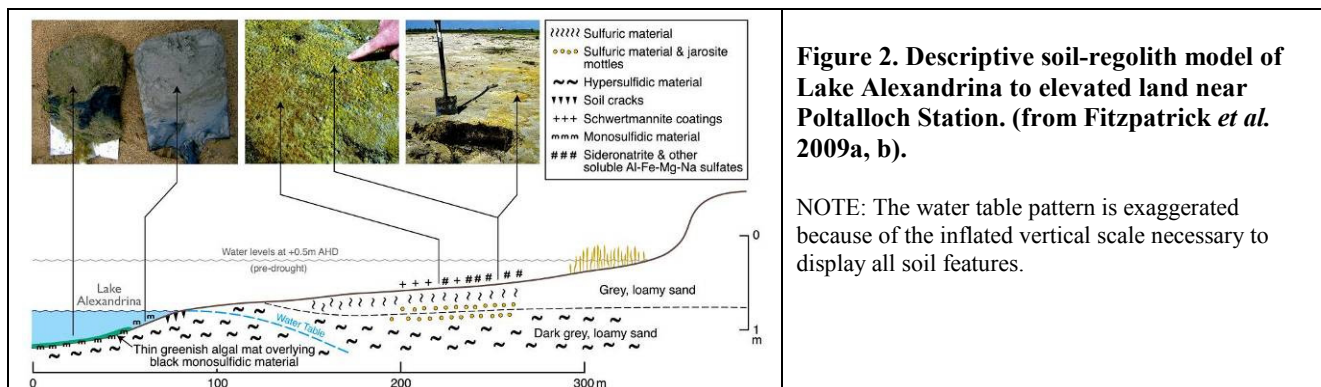 Sulfuric material
Sulfuric material & jarosite
mottles
Hypersulfidic material
Soil cracks
+++ Schwertmannite coatings
mmm Monosulfidic material
### Sideronatrite & other
soluble Al-Fe-Mg-Na sulfates
Water levels at +0.5m AHD
(pre-drought)
Lake
Alexandrina
Grey, loamy sand
Water Table
Dark grey, loamy sand
Thin greenish algal mat overlying
black monosulfidic material
0
1
m
0
100
200
300 m
Figure 2. Descriptive soil-regolith model of
Lake Alexandrina to elevated land near
Poltalloch Station. (from Fitzpatrick et al.
2009a, b).
NOTE: The water table pattern is exaggerated
because of the inflated vertical scale necessary to
display all soil features.